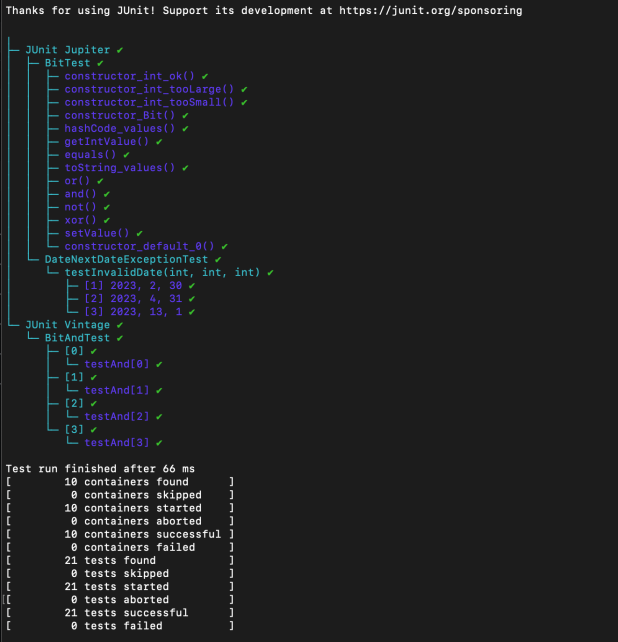 Thanks for using JUnit! Support its development at https://junit.org/sponsoring
JUnit Jupiter ✔
BitTest ✔
constructor_int_ok() ✔
constructor_int_tooLarge() ✔
constructor_int_tooSmall() ✔
constructor_Bit() ✔
hashCode_values() ✔
getIntValue() ✔
equals() ✔
toString_values() ✔
or() ✔
and() ✔
not() ✔
xor() ✔
setValue() ✔
constructor_default_0() ✔
DateNextDateExceptionTest ✔
testInvalidDate(int, int, int) ✔
[1] 2023, 2, 30 ✔
[2] 2023, 4, 31 ✔
[3] 2023, 13, 1 ✔
JUnit Vintage ✔
BitAndTest ✔
[0] ✔
testAnd[0] ✔
[1] ✔
testAnd[1] ✔
[2] ✔
testAnd[2] ✔
[3] ✔
testAnd[3] ✔
Test run finished after 66 ms
[ 10 containers found ]
[ 0 containers skipped ]
[ 10 containers started ]
[ 0 containers aborted ]
[ 10 containers successful ]
[ 0 containers failed ]
[ 21 tests found ]
[ 0 tests skipped ]
[ 21 tests started ]
[ 0 tests aborted ]
[ 21 tests successful ]
[ 0 tests failed ]